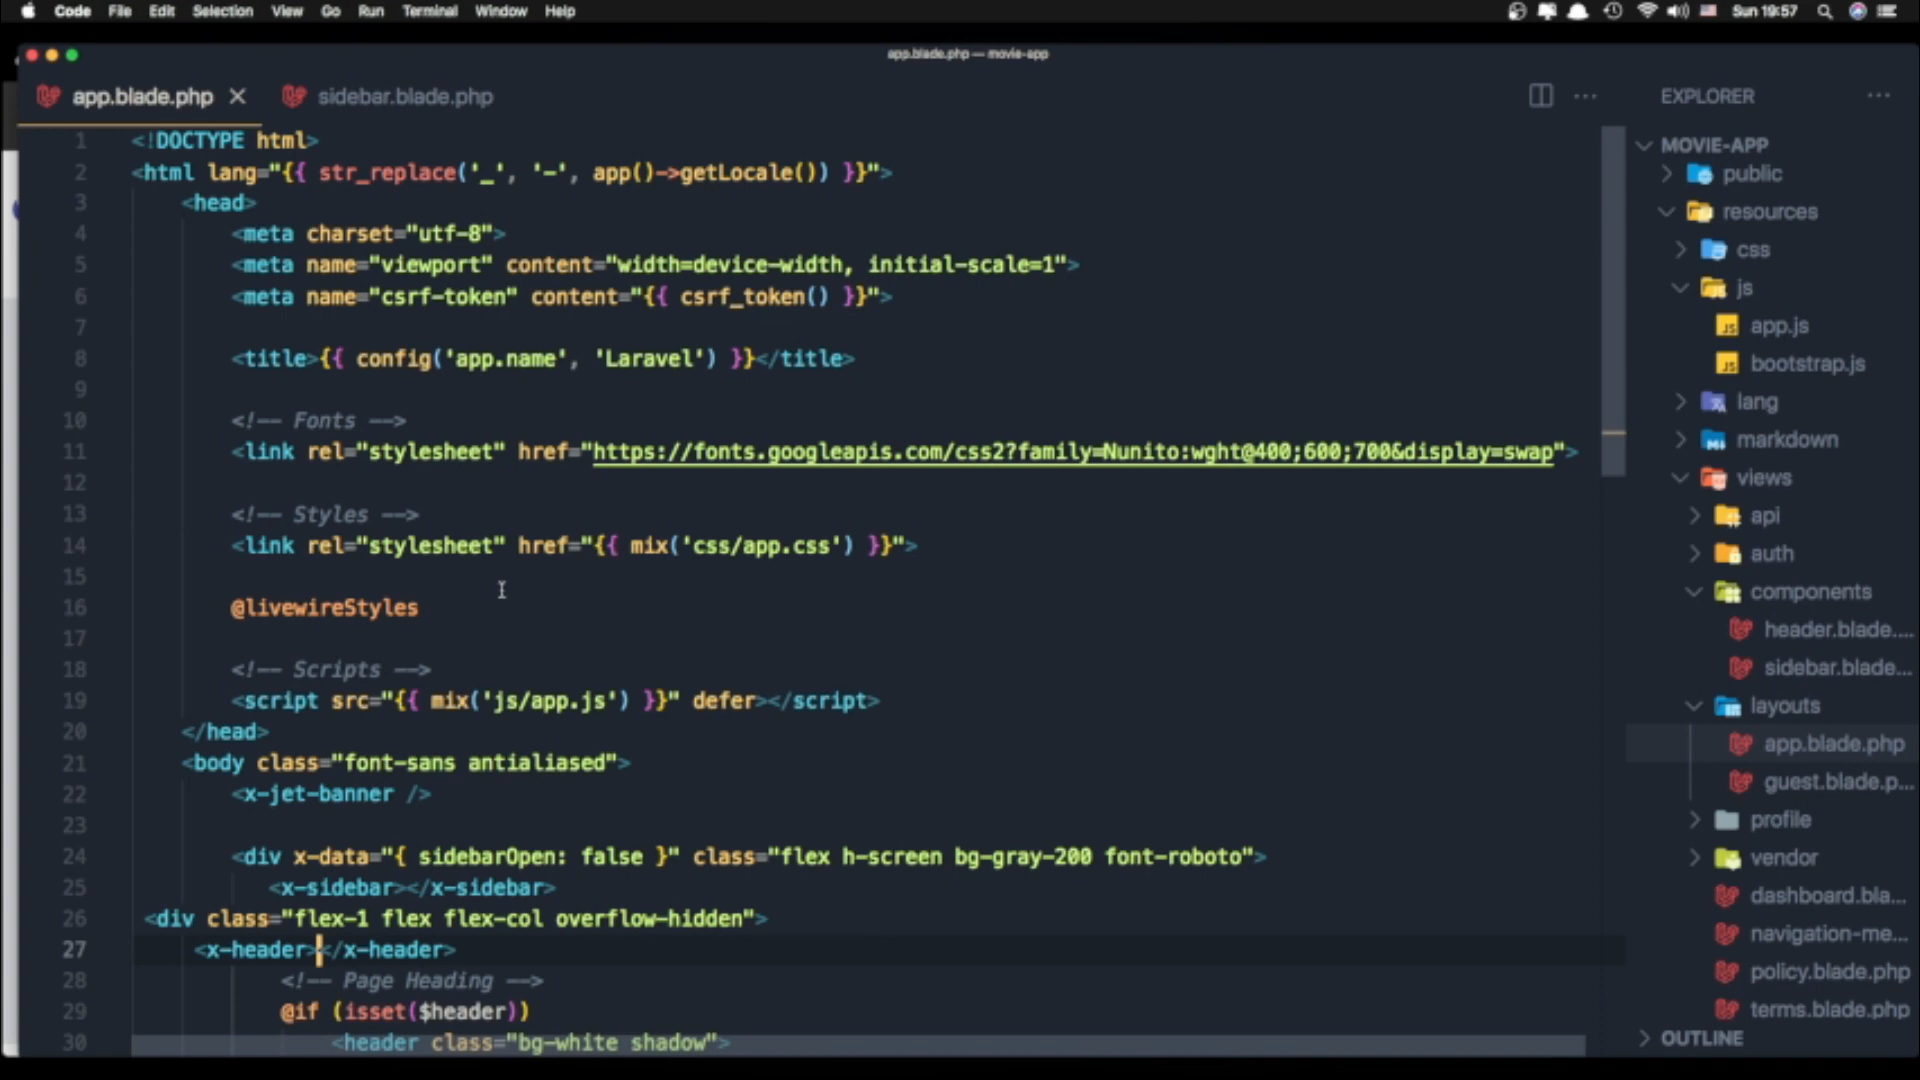 Code File Edit Selection View Go Run Terminal Window Help Sun 19:57
app.blade.php — movie-app
app.blade.php sidebar.blade.php
1 <!DOCTYPE html>
2 <html lang="{{ str_replace('_', '-', app()->getLocale()) }}">
3 <head>
4 <meta charset="utf-8">
5 <meta name="viewport" content="width=device-width, initial-scale=1">
6 <meta name="csrf-token" content="{{ csrf_token() }}">
7
8 <title>{{ config('app.name', 'Laravel') }}</title>
9
10 <!-- Fonts -->
11 <link rel="stylesheet" href="https://fonts.googleapis.com/css2?family=Nunito:wght@400;600;700&display=swap">
12
13 <!-- Styles -->
14 <link rel="stylesheet" href="{{ mix('css/app.css') }}">
15
16 @livewireStyles
17
18 <!-- Scripts -->
19 <script src="{{ mix('js/app.js') }}" defer></script>
20 </head>
21 <body class="font-sans antialiased">
22 <x-jet-banner />
23
24 <div x-data="{ sidebarOpen: false }" class="flex h-screen bg-gray-200 font-roboto">
25 <x-sidebar></x-sidebar>
26 <div class="flex-1 flex flex-col overflow-hidden">
27 <x-header></x-header>
28 <!-- Page Heading -->
29 @if (isset($header))
30 <header class="bg-white shadow">
EXPLORER
MOVIE-APP
public
resources
css
js
app.js
bootstrap.js
lang
markdown
views
api
auth
components
header.blade....
sidebar.blade...
layouts
app.blade.php
guest.blade.p...
profile
vendor
dashboard.bla...
navigation-me...
policy.blade.php
terms.blade.php
OUTLINE